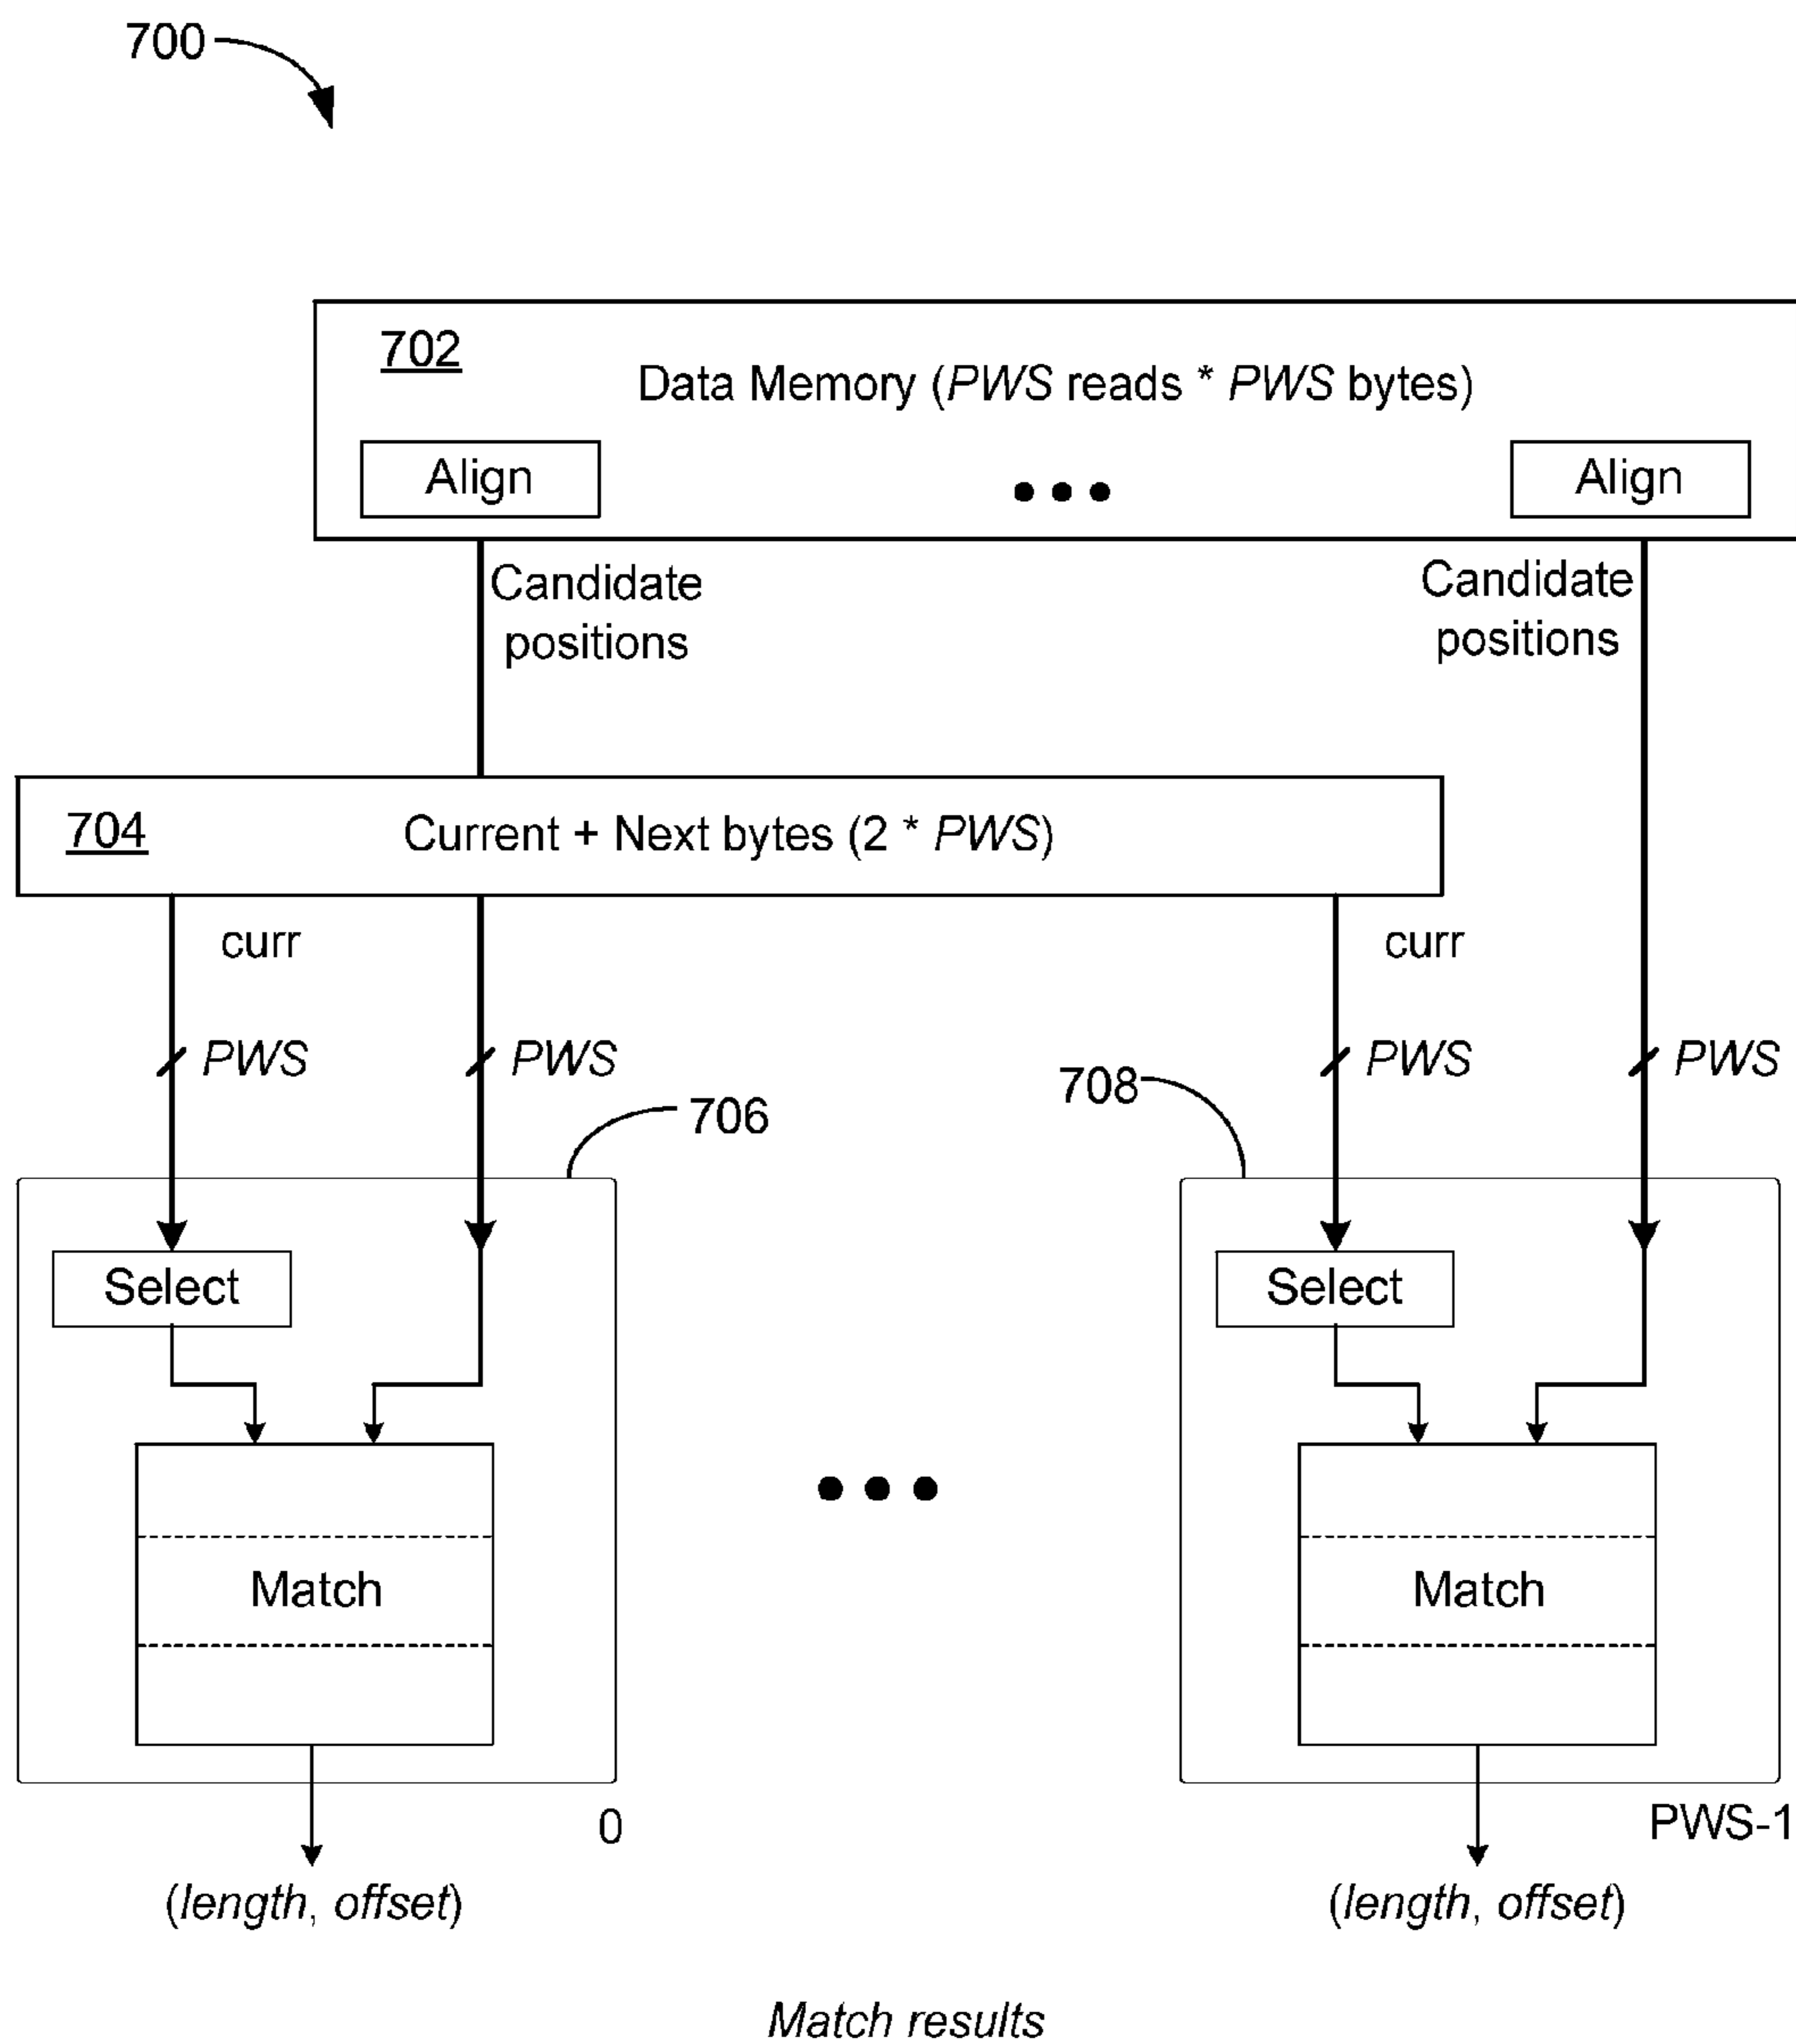 700
702
Data Memory (PWS reads * PWS bytes)
Align
Align
Candidate
positions
Candidate
positions
704
Current + Next bytes (2 * PWS)
curr
curr
PWS
PWS
PWS
PWS
706
708
Select
Select
Match
Match
0
PWS-1
(length, offset)
(length, offset)
Match results